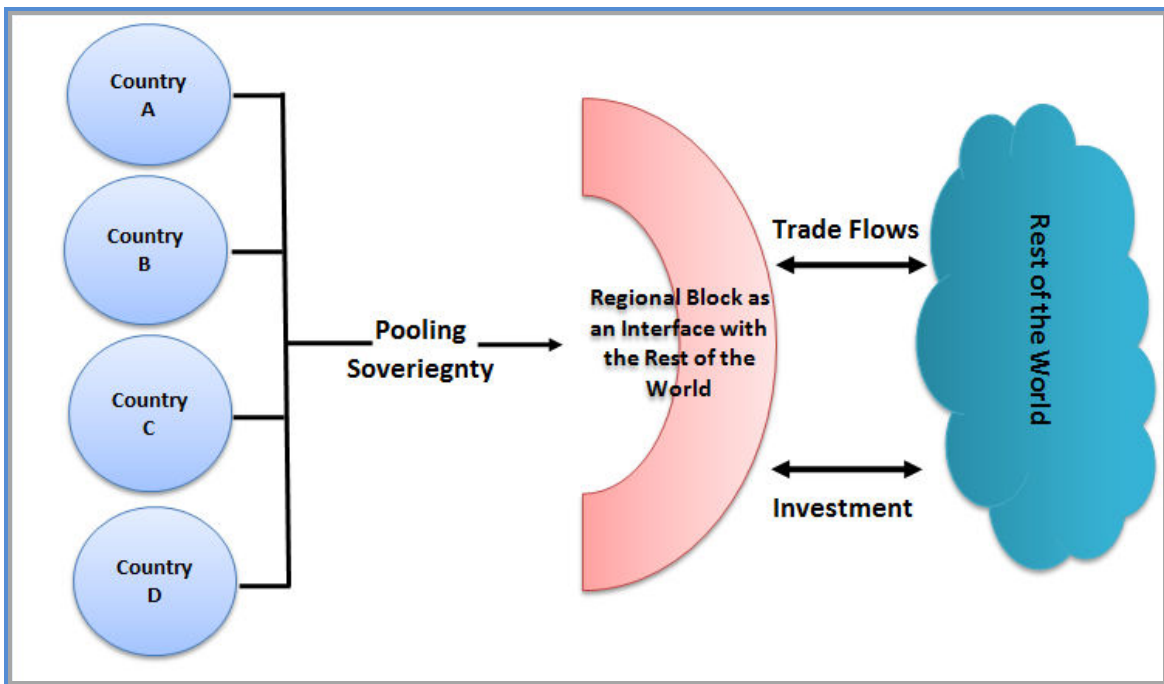 Country
A
Country
B
Country
C
Country
D
Pooling
Soveriegnty
Regional Block as
an Interface with
the Rest of the
World
Trade Flows
Investment
Rest of the World